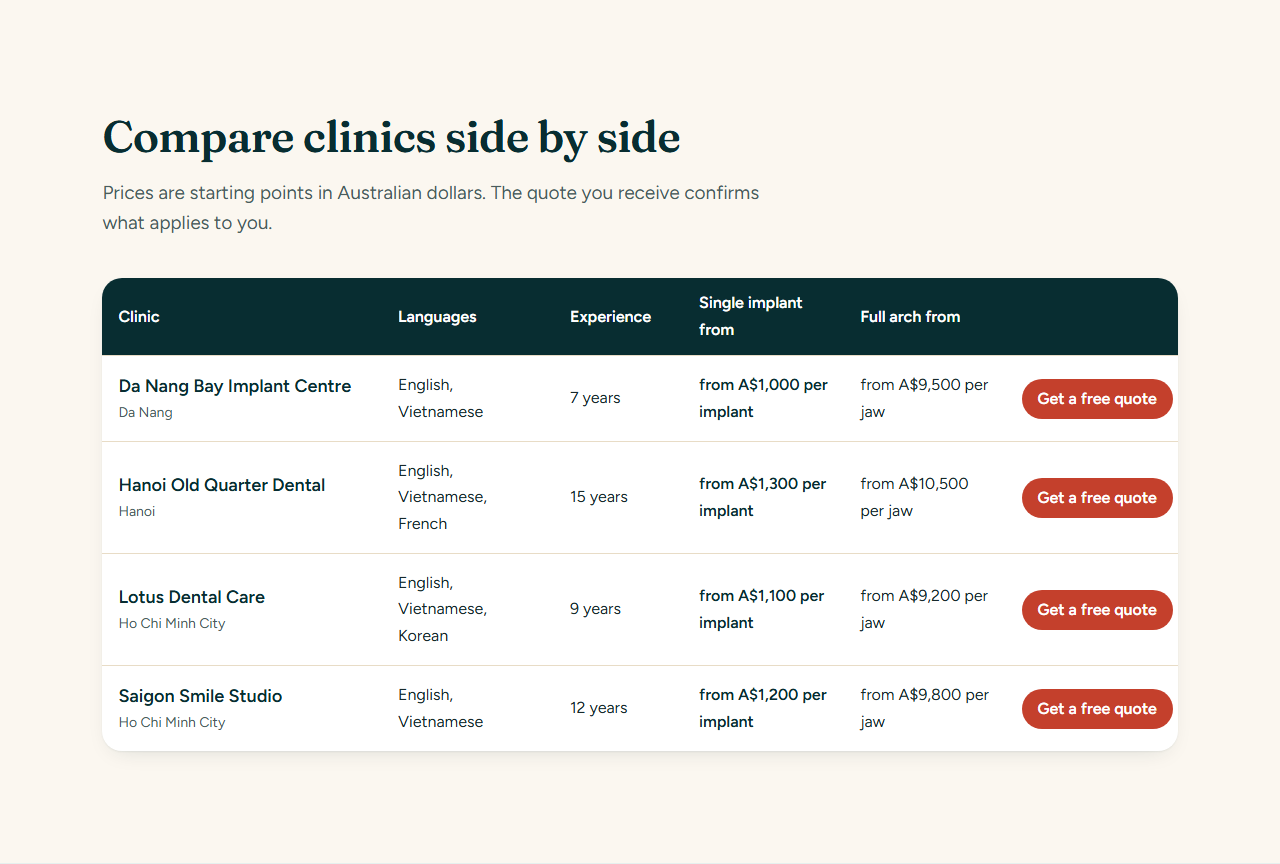 Compare clinics side by side
Prices are starting points in Australian dollars. The quote you receive confirms
what applies to you.
Clinic
Languages
Experience
Single implant
from
Full arch from
Da Nang Bay Implant Centre
Da Nang
English,
Vietnamese
7 years
from A$1,000 per
implant
from A$9,500 per
jaw
Get a free quote
Hanoi Old Quarter Dental
Hanoi
English,
Vietnamese,
French
15 years
from A$1,300 per
implant
from A$10,500
per jaw
Get a free quote
Lotus Dental Care
Ho Chi Minh City
English,
Vietnamese,
Korean
9 years
from A$1,100 per
implant
from A$9,200 per
jaw
Get a free quote
Saigon Smile Studio
Ho Chi Minh City
English,
Vietnamese
12 years
from A$1,200 per
implant
from A$9,800 per
jaw
Get a free quote